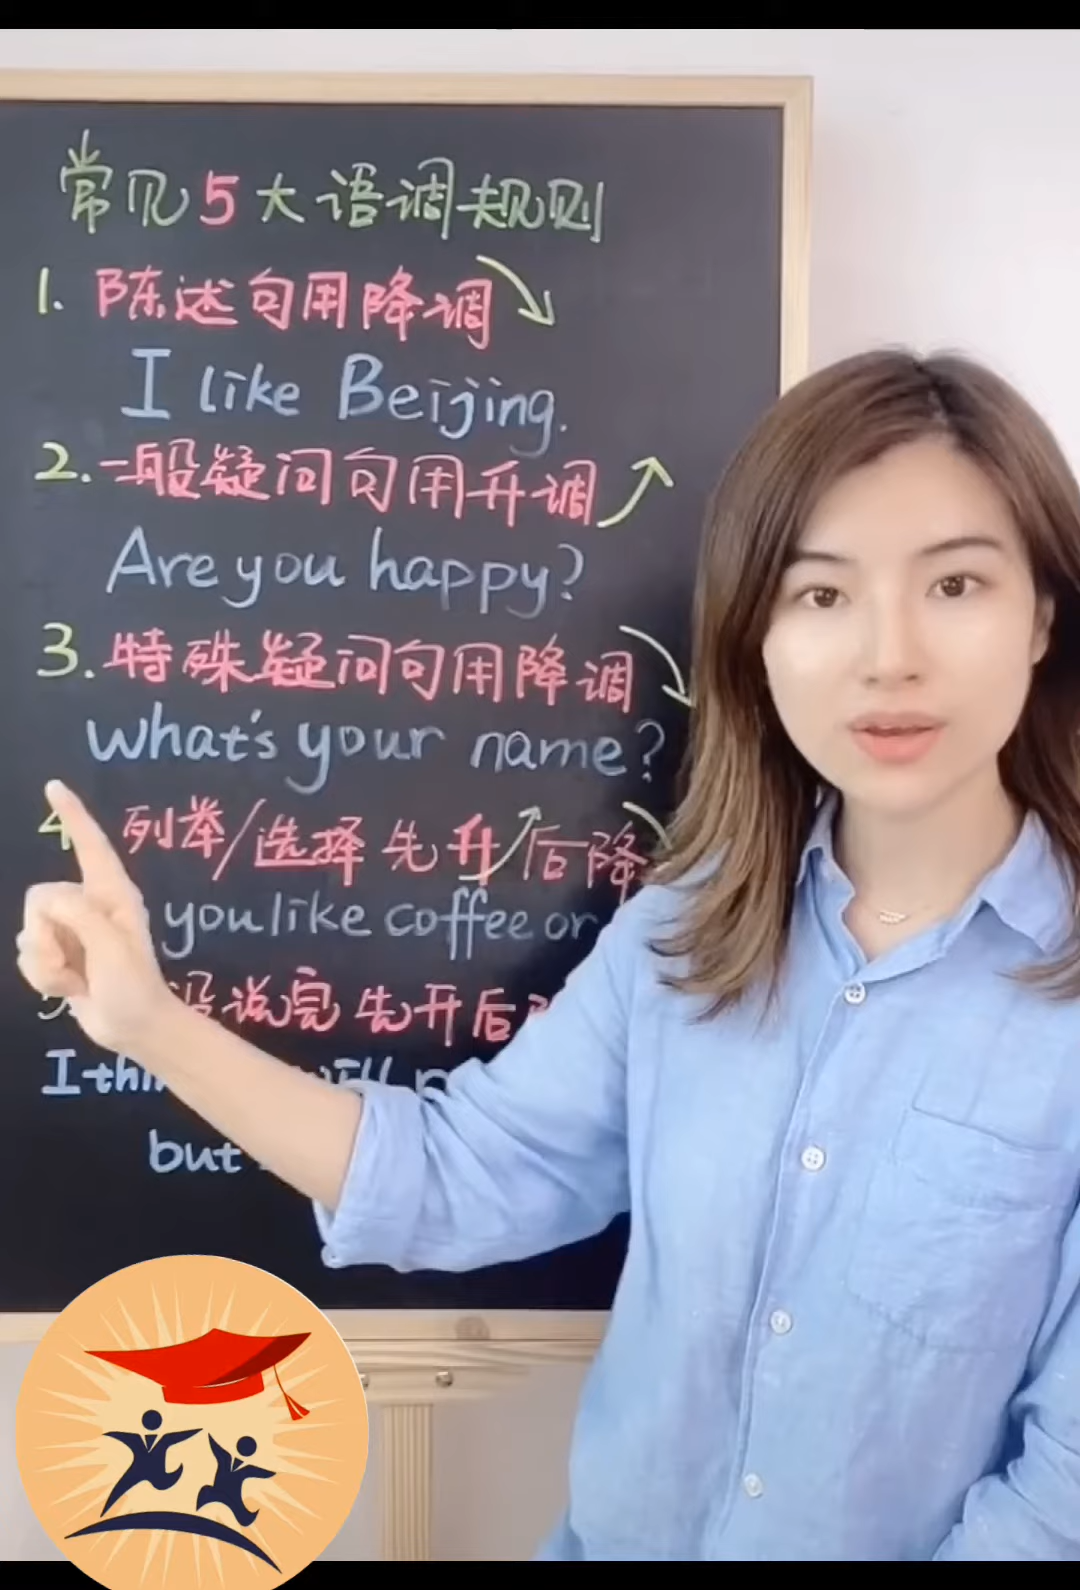 常见5大语调规则
1. 陈述句用降调
I like Beijing.
2. 一般疑问句用升调
Are you happy?
3. 特殊疑问句用降调
What's your name?
4 列举/选择 先升 后降
you like coffee or
没说完 先升后
I
but